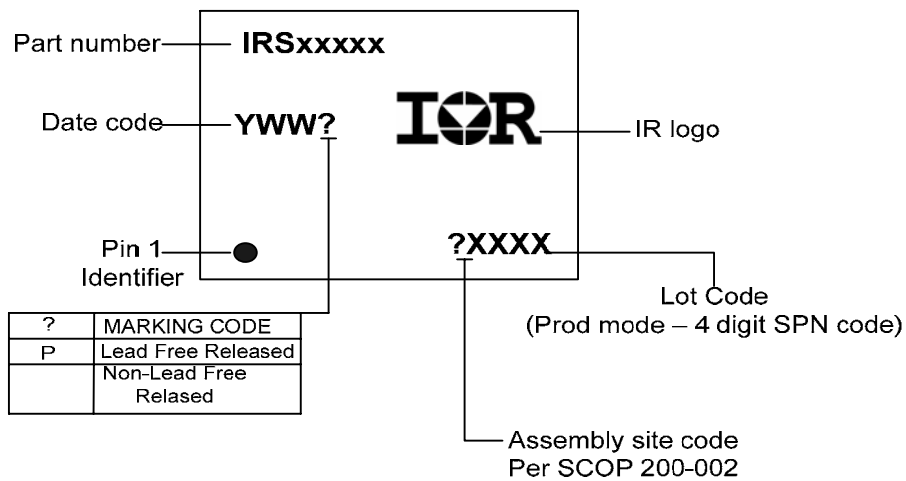 Part number
IRSxxxxx
Date code
YWW?
IOR
IR logo
Pin 1
Identifier
?XXXX
Lot Code
(Prod mode – 4 digit SPN code)
? MARKING CODE
P Lead Free Released
Non-Lead Free
Relased
Assembly site code
Per SCOP 200-002